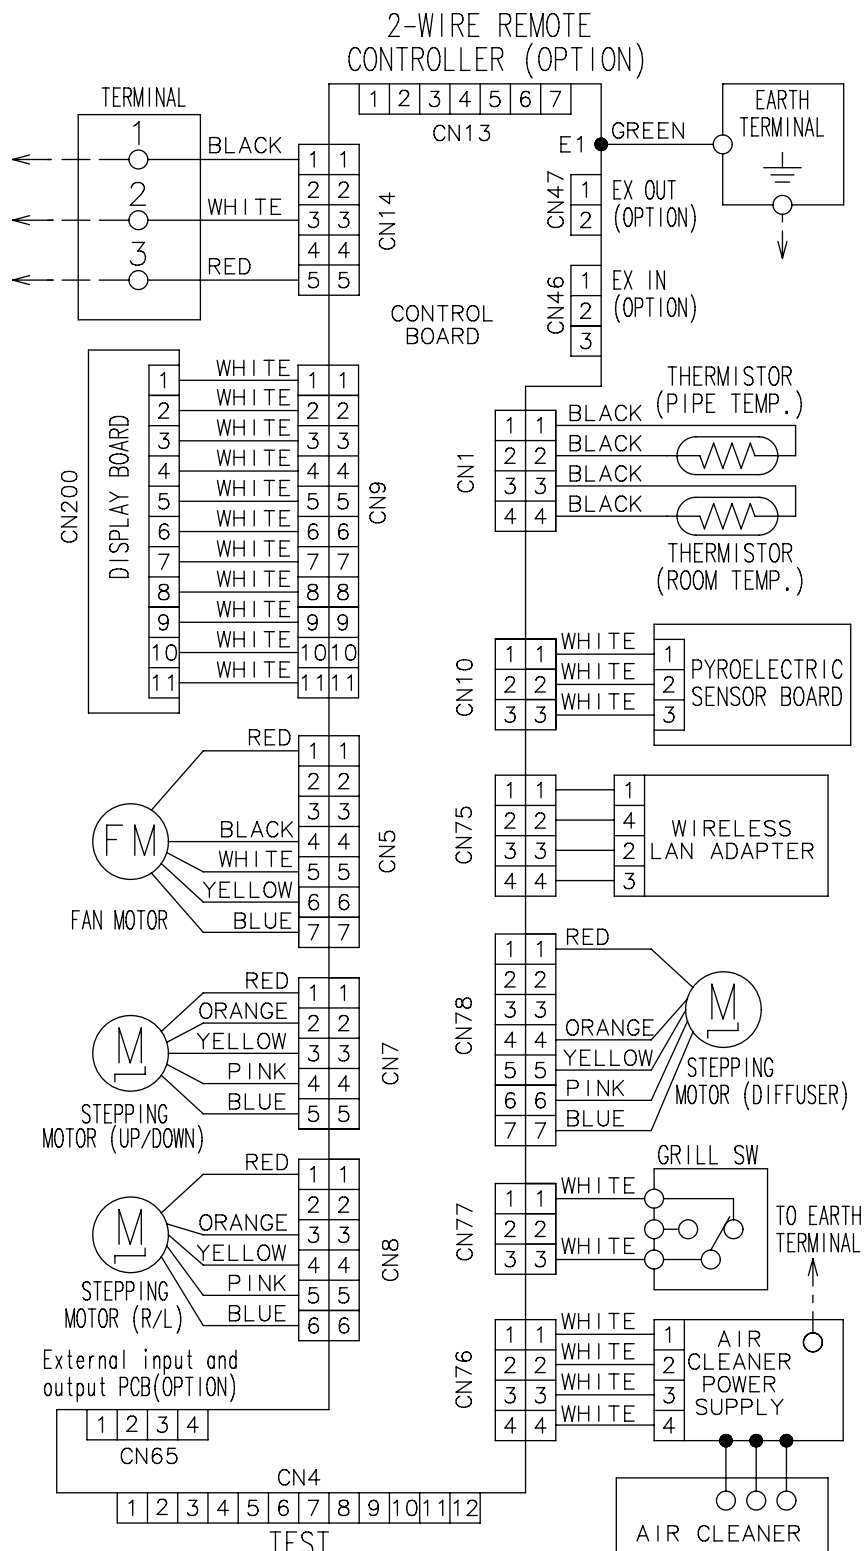 2-WIRE REMOTE
CONTROLLER (OPTION)
1 2 3 4 5 6 7
CN13
TERMINAL
1
BLACK
2
WHITE
3
RED
1 1
2 2
3 3
4 4
5 5
CN14
E1
GREEN
EARTH
TERMINAL
CN47
1
2
EX OUT
(OPTION)
CN46
1
2
3
EX IN
(OPTION)
CONTROL
BOARD
CN200
DISPLAY BOARD
1 WHITE 1 1
2 WHITE 2 2
3 WHITE 3 3
4 WHITE 4 4
5 WHITE 5 5
6 WHITE 6 6
7 WHITE 7 7
8 WHITE 8 8
9 WHITE 9 9
10 WHITE 10 10
11 WHITE 11 11
CN9
THERMISTOR
(PIPE TEMP.)
CN1
1 1 BLACK
2 2 BLACK
3 3 BLACK
4 4 BLACK
THERMISTOR
(ROOM TEMP.)
CN10
1 1 WHITE 1
2 2 WHITE 2
3 3 WHITE 3
PYROELECTRIC
SENSOR BOARD
FM
FAN MOTOR
RED 1 1
2 2
3 3
BLACK 4 4
WHITE 5 5
YELLOW 6 6
BLUE 7 7
CN5
CN75
1 1 1
2 2 4
3 3 2
4 4 3
WIRELESS
LAN ADAPTER
M
STEPPING
MOTOR (UP/DOWN)
RED 1 1
ORANGE 2 2
YELLOW 3 3
PINK 4 4
BLUE 5 5
CN7
CN78
1 1 RED
2 2
3 3
4 4 ORANGE
5 5 YELLOW
6 6 PINK
7 7 BLUE
M
STEPPING
MOTOR (DIFFUSER)
M
STEPPING
MOTOR (R/L)
RED 1 1
2 2
ORANGE 3 3
YELLOW 4 4
PINK 5 5
BLUE 6 6
CN8
GRILL SW
CN77
1 1 WHITE
2 2
3 3 WHITE
TO EARTH
TERMINAL
CN76
1 1 WHITE 1
2 2 WHITE 2
3 3 WHITE 3
4 4 WHITE 4
AIR
CLEANER
POWER
SUPPLY
External input and
output PCB(OPTION)
1 2 3 4
CN65
CN4
1 2 3 4 5 6 7 8 9 10 11 12
TEST
AIR CLEANER